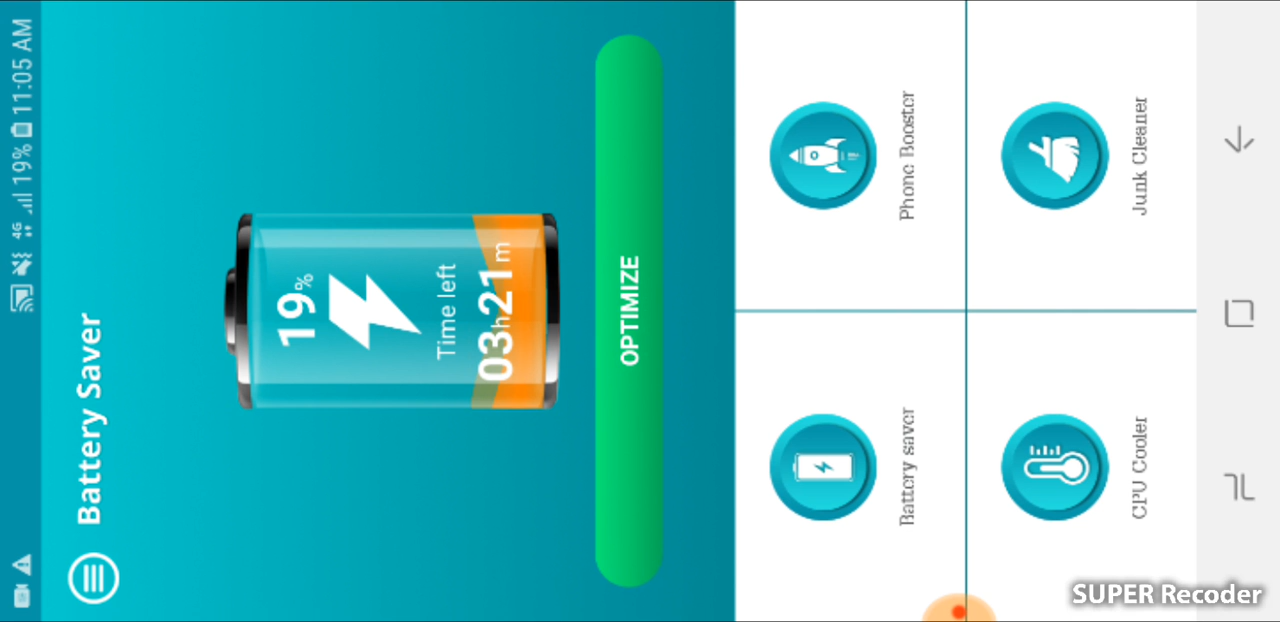 4G 19% 11:05 AM
Battery Saver
19%
Time left
03h21m
OPTIMIZE
Battery saver
Phone Booster
CPU Cooler
Junk Cleaner
SUPER Recoder